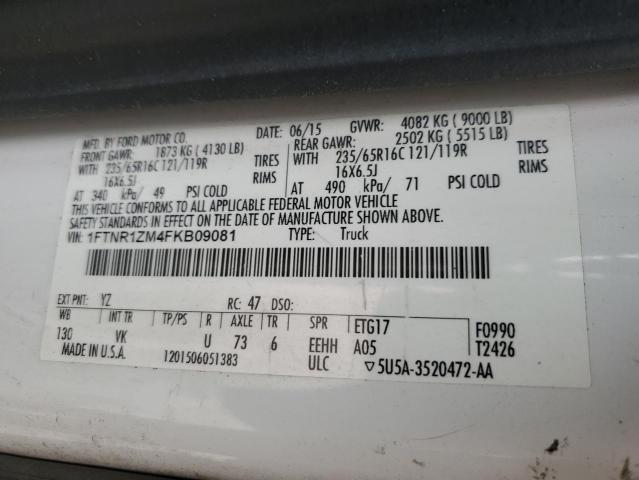 MFD. BY FORD MOTOR CO.
DATE: 06/15 GVWR: 4082 KG ( 9000 LB)
FRONT GAWR: 1873 KG ( 4130 LB) REAR GAWR: 2502 KG ( 5515 LB)
WITH 235/65R16C 121/119R TIRES WITH 235/65R16C 121/119R TIRES
16X6.5J RIMS 16X6.5J RIMS
AT 340 kPa/ 49 PSI COLD AT 490 kPa/ 71 PSI COLD
THIS VEHICLE CONFORMS TO ALL APPLICABLE FEDERAL MOTOR VEHICLE
SAFETY STANDARDS IN EFFECT ON THE DATE OF MANUFACTURE SHOWN ABOVE.
VIN: 1FTNR1ZM4FKB09081 TYPE: Truck
EXT PNT: YZ RC: 47 DSO:
WB INT TR TP/PS R AXLE TR SPR ETG17 F0990
130 VK U 73 6 EEHH A05 T2426
MADE IN U.S.A. 1201506051383 ULC ▽5U5A-3520472-AA